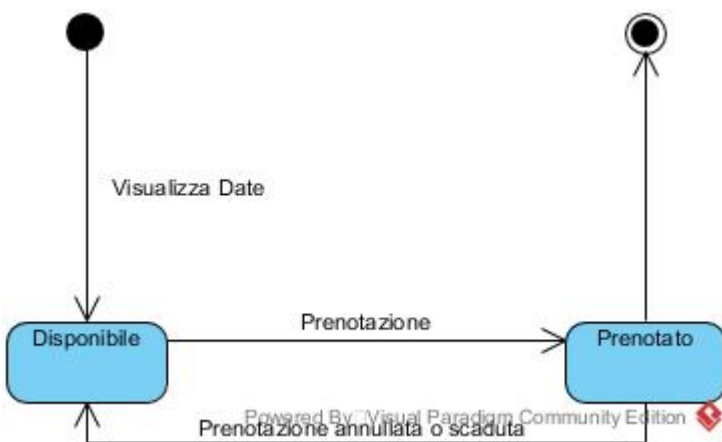 Visualizza Date
Disponibile
Prenotazione
Prenotato
Powered By Visual Paradigm Community Edition
Prenotazione annullata o scaduta